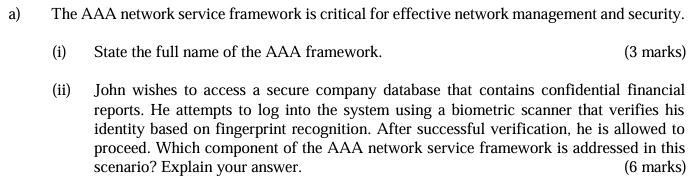 a) The AAA network service framework is critical for effective network management and security.
(i) State the full name of the AAA framework. (3 marks)
(ii) John wishes to access a secure company database that contains confidential financial
reports. He attempts to log into the system using a biometric scanner that verifies his
identity based on fingerprint recognition. After successful verification, he is allowed to
proceed. Which component of the AAA network service framework is addressed in this
scenario? Explain your answer. (6 marks)